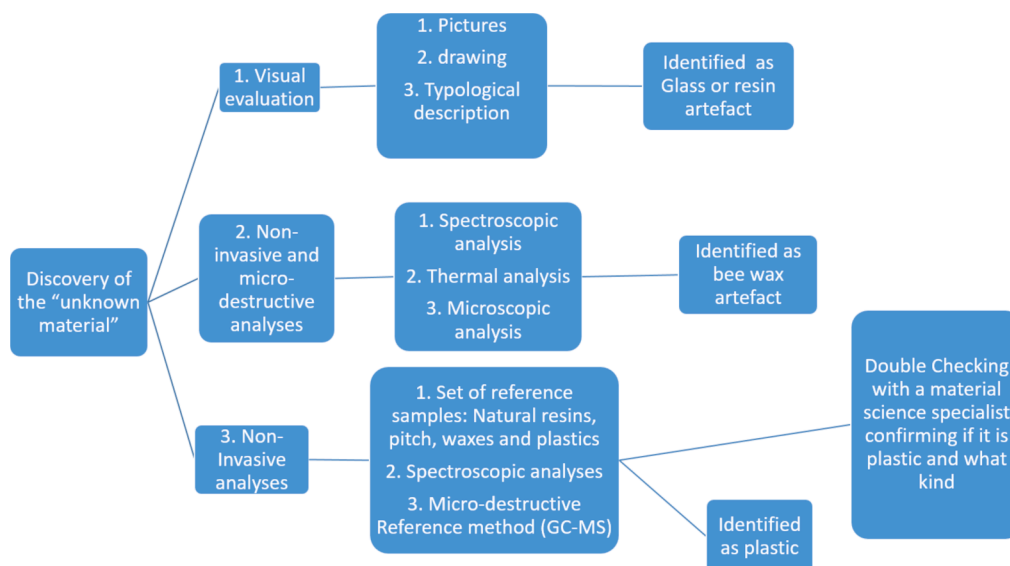 Discovery of
the “unknown
material”
1. Visual
evaluation
1. Pictures
2. drawing
3. Typological
description
Identified as
Glass or resin
artefact
2. Non-
invasive and
micro-
destructive
analyses
1. Spectroscopic
analysis
2. Thermal analysis
3. Microscopic
analysis
Identified as
bee wax
artefact
3. Non-
Invasive
analyses
1. Set of reference
samples: Natural resins,
pitch, waxes and plastics
2. Spectroscopic analyses
3. Micro-destructive
Reference method (GC-MS)
Double Checking
with a material
science specialist
confirming if it is
plastic and what
kind
Identified
as plastic